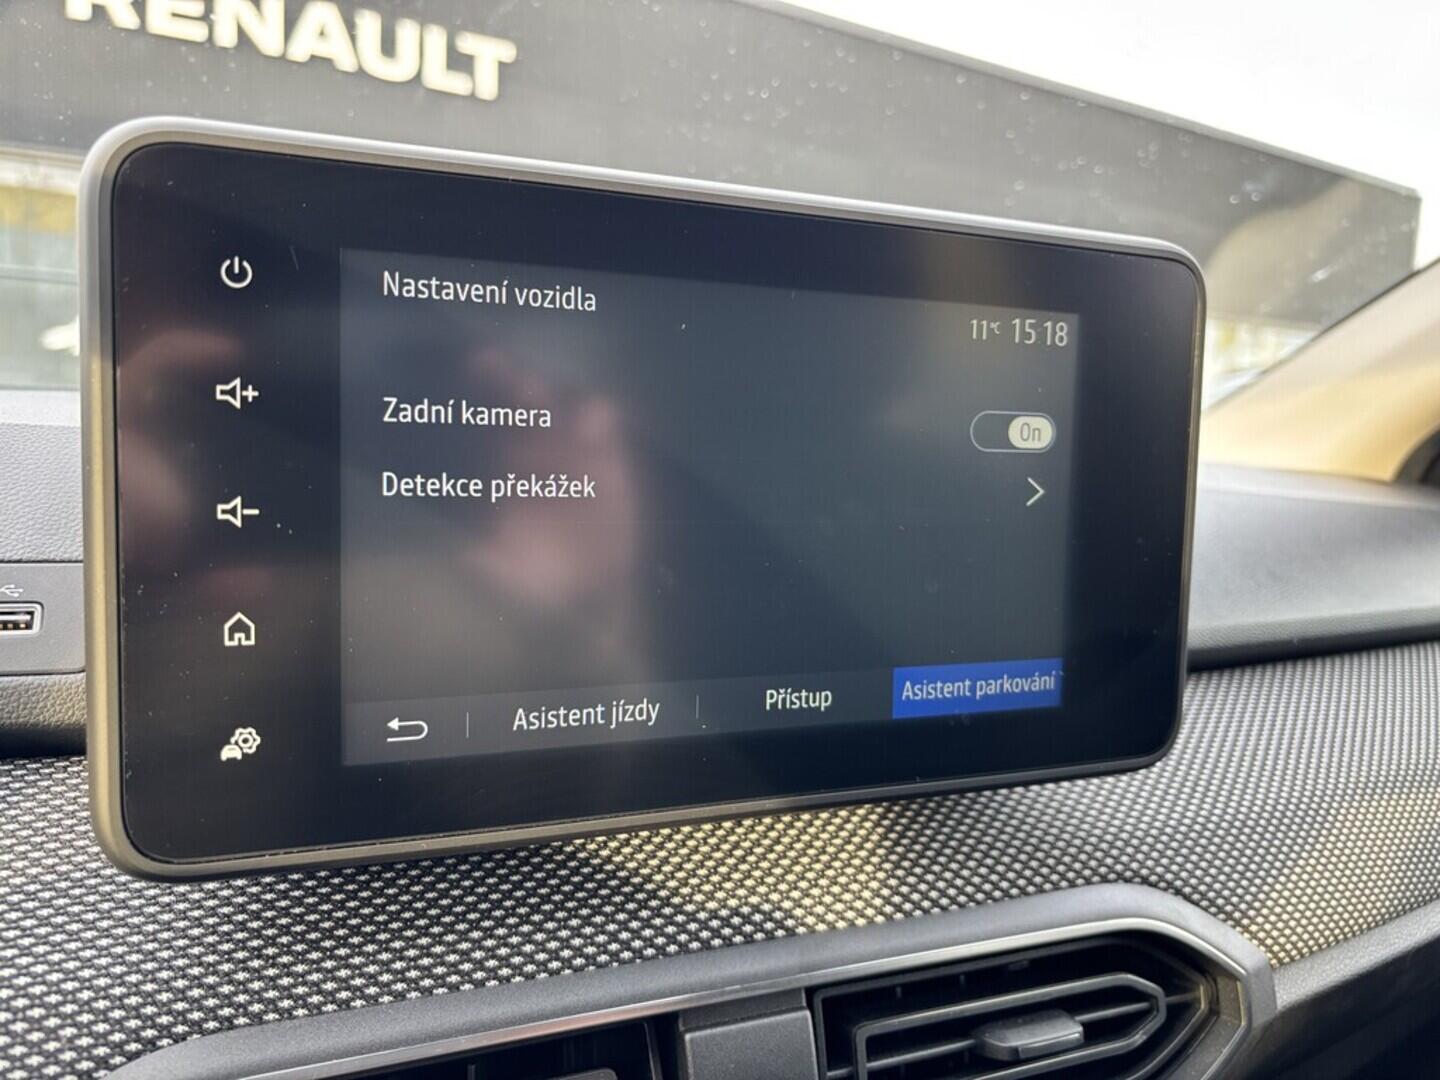 RENAULT
Nastavení vozidla
11°C 15:18
Zadní kamera
On
Detekce překážek
Asistent jízdy
Přístup
Asistent parkování